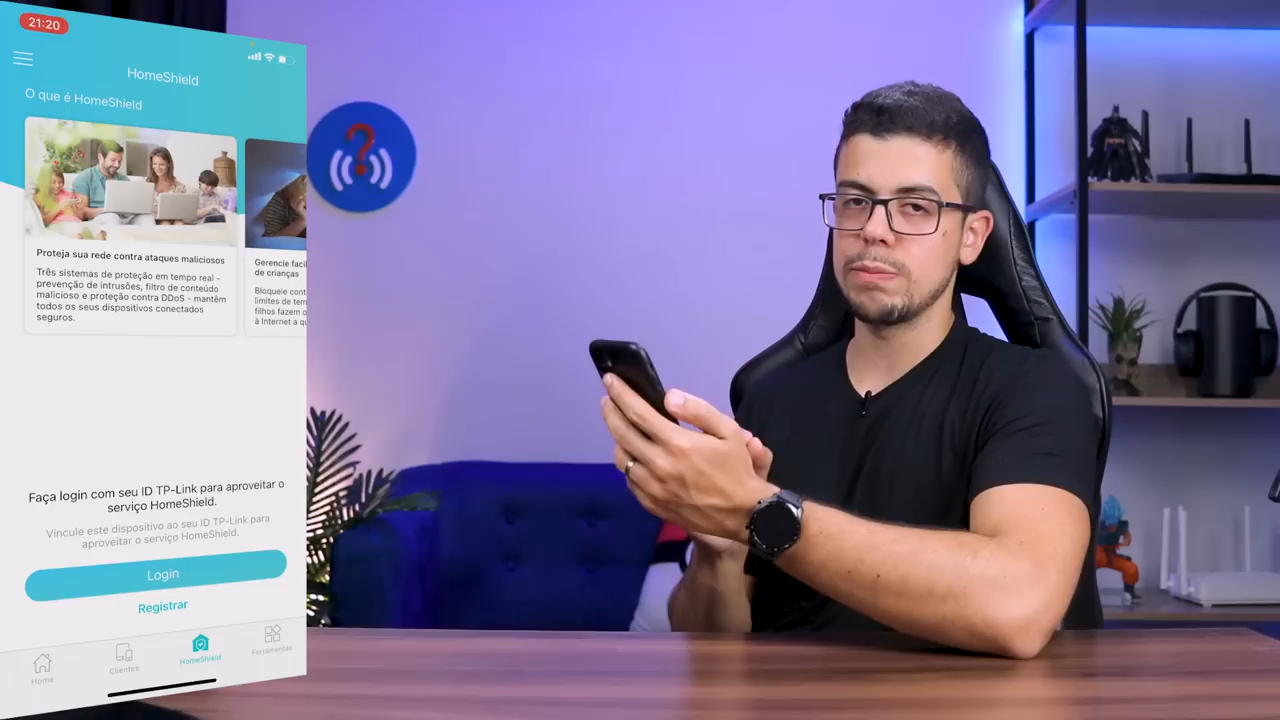 21:20
HomeShield
O que é HomeShield
Proteja sua rede contra ataques maliciosos
Três sistemas de proteção em tempo real -
prevenção de intrusões, filtro de conteúdo
malicioso e proteção contra DDoS - mantêm
todos os seus dispositivos conectados
seguros.
Gerencie facil
de crianças
Bloqueie cont
limites de tem
filhos fazem o
à Internet a qu
Faça login com seu ID TP-Link para aproveitar o
serviço HomeShield.
Vincule este dispositivo ao seu ID TP-Link para
aproveitar o serviço HomeShield.
Login
Registrar
Home
Clientes
HomeShield
Ferramentas
?